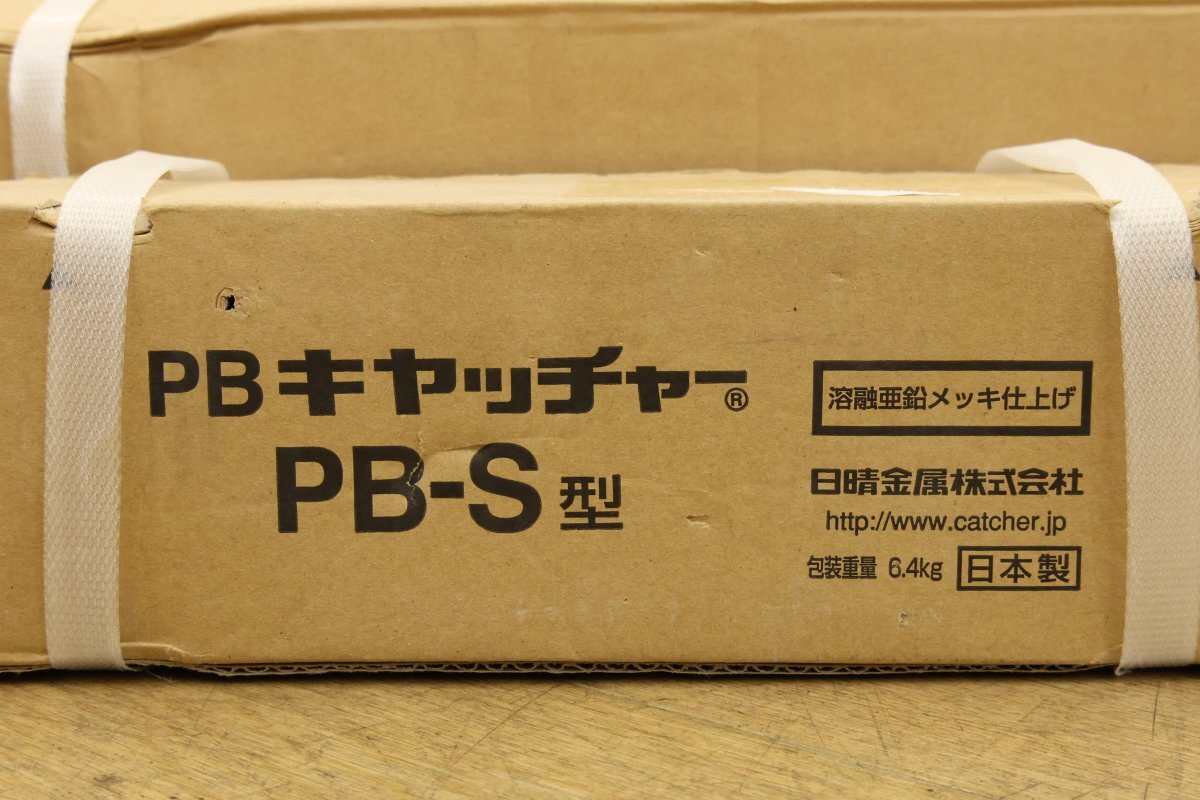 PBキャッチャー®
PB-S型
溶融亜鉛メッキ仕上げ
日晴金属株式会社
http://www.catcher.jp
包装重量 6.4kg
日本製